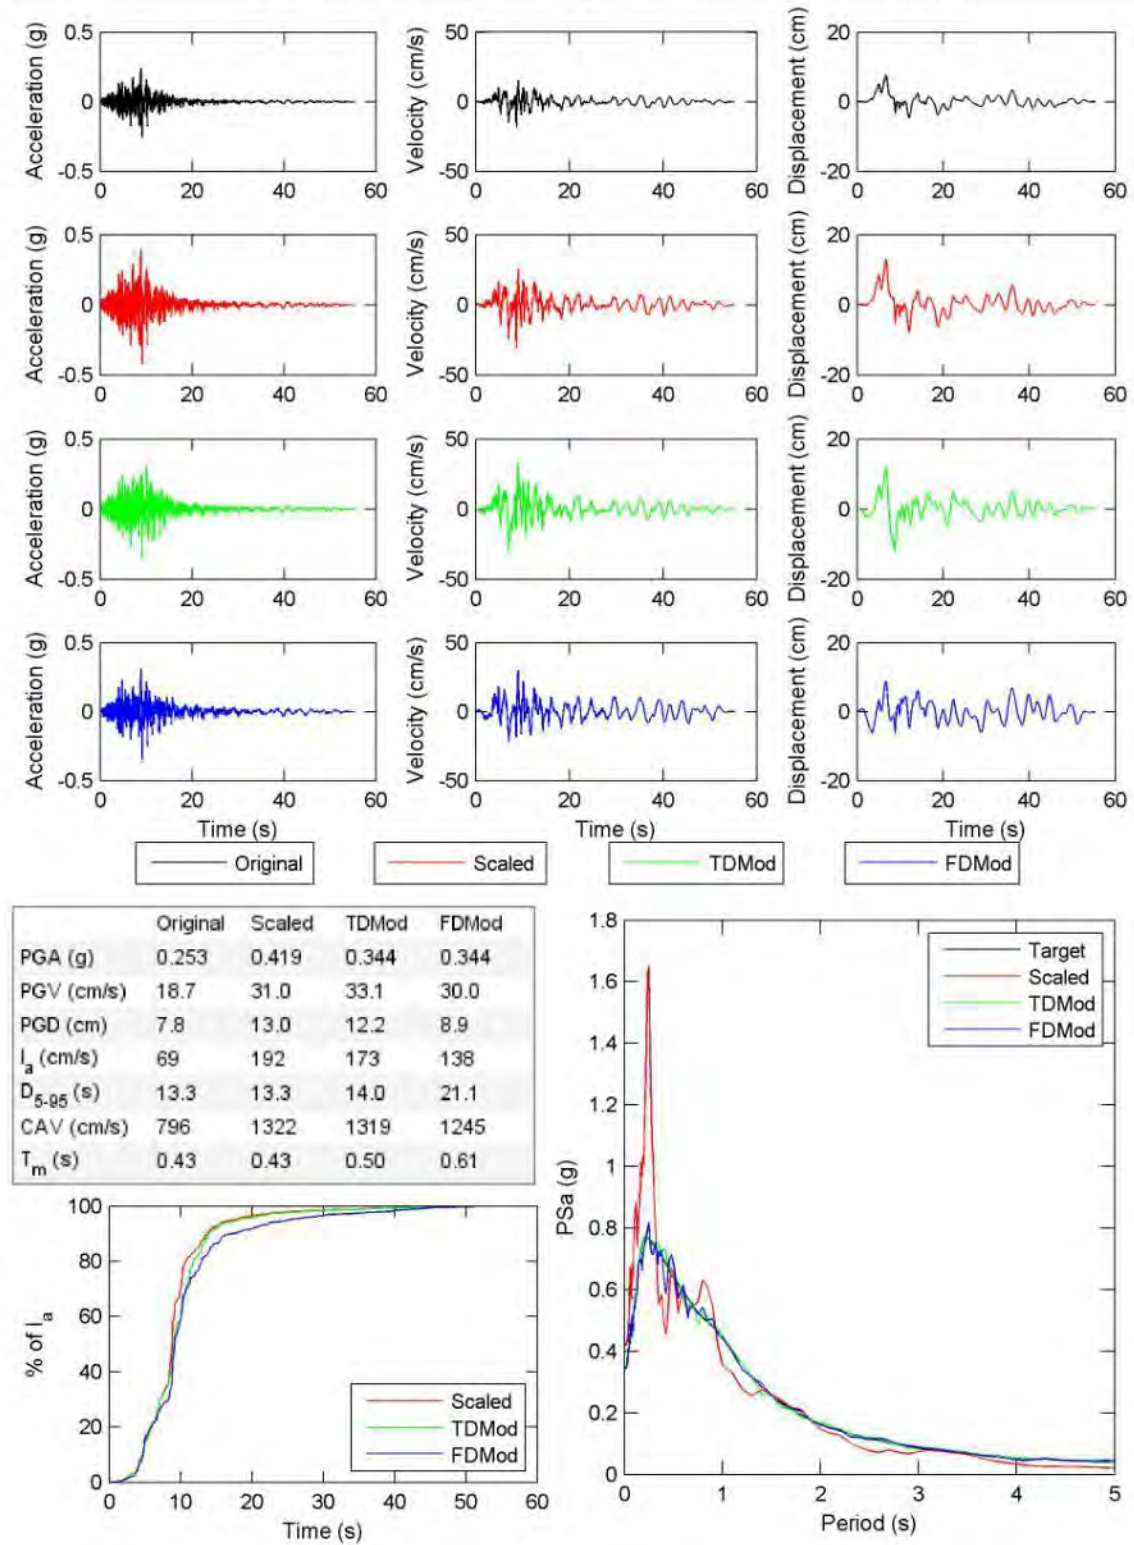 Acceleration (g)
0.5
0
-0.5
0 20 40 60
Velocity (cm/s)
50
0
-50
0 20 40 60
Displacement (cm)
20
0
-20
0 20 40 60
Acceleration (g)
0.5
0
-0.5
0 20 40 60
Velocity (cm/s)
50
0
-50
0 20 40 60
Displacement (cm)
20
0
-20
0 20 40 60
Acceleration (g)
0.5
0
-0.5
0 20 40 60
Velocity (cm/s)
50
0
-50
0 20 40 60
Displacement (cm)
20
0
-20
0 20 40 60
Acceleration (g)
0.5
0
-0.5
0 20 40 60
Time (s)
Velocity (cm/s)
50
0
-50
0 20 40 60
Time (s)
Displacement (cm)
20
0
-20
0 20 40 60
Time (s)
Original Scaled TDMod FDMod
Original Scaled TDMod FDMod
PGA (g) 0.253 0.419 0.344 0.344
PGV (cm/s) 18.7 31.0 33.1 30.0
PGD (cm) 7.8 13.0 12.2 8.9
I_a (cm/s) 69 192 173 138
D_5-95 (s) 13.3 13.3 14.0 21.1
CAV (cm/s) 796 1322 1319 1245
T_m (s) 0.43 0.43 0.50 0.61
% of I_a
100
80
60
40
20
0
0 10 20 30 40 50 60
Time (s)
Scaled
TDMod
FDMod
PSa (g)
1.8
1.6
1.4
1.2
1
0.8
0.6
0.4
0.2
0
0 1 2 3 4 5
Period (s)
Target
Scaled
TDMod
FDMod